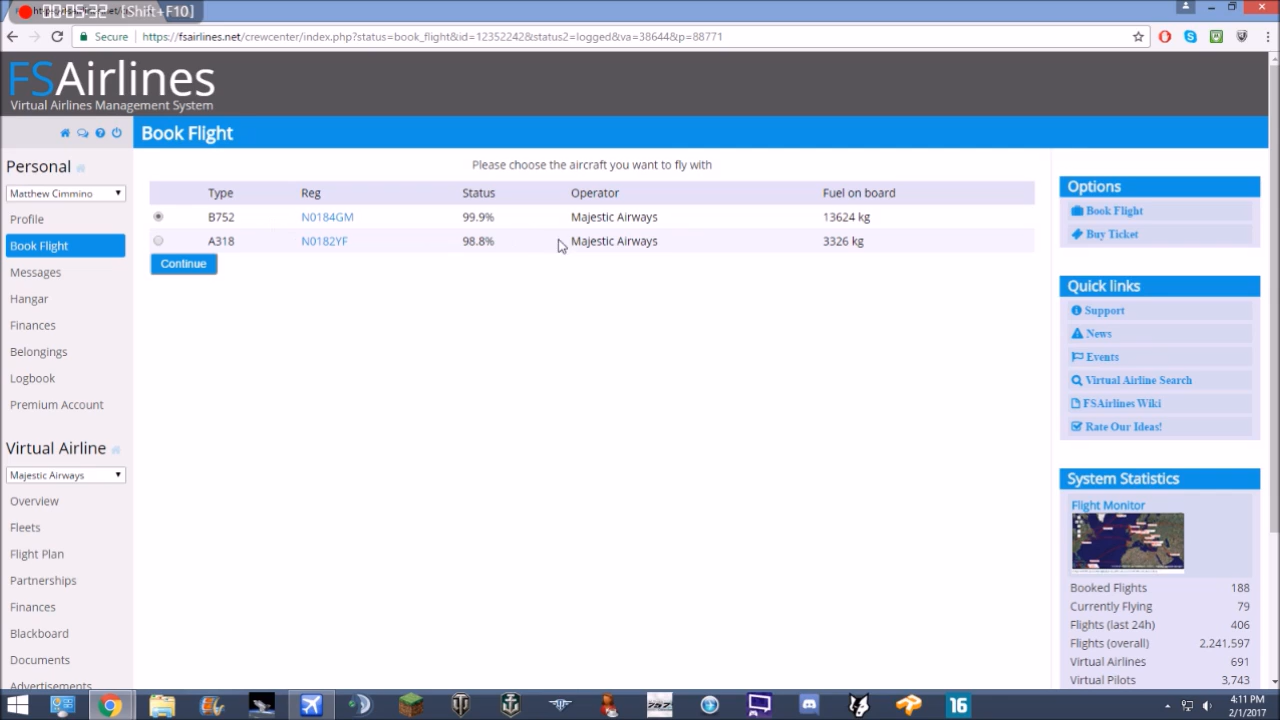 00:05:32 [Shift+F10]
Secure https://fsairlines.net/crewcenter/index.php?status=book_flight&id=12352242&status2=logged&va=38644&p=88771
FSAirlines
Virtual Airlines Management System
Book Flight
Personal
Matthew Cimmino
Profile
Book Flight
Messages
Hangar
Finances
Belongings
Logbook
Premium Account
Virtual Airline
Majestic Airways
Overview
Fleets
Flight Plan
Partnerships
Finances
Blackboard
Documents
Advertisements
Please choose the aircraft you want to fly with
Type Reg Status Operator Fuel on board
B752 N0184GM 99.9% Majestic Airways 13624 kg
A318 N0182YF 98.8% Majestic Airways 3326 kg
Continue
Options
Book Flight
Buy Ticket
Quick links
Support
News
Events
Virtual Airline Search
FSAirlines Wiki
Rate Our Ideas!
System Statistics
Flight Monitor
Booked Flights 188
Currently Flying 79
Flights (last 24h) 406
Flights (overall) 2,241,597
Virtual Airlines 691
Virtual Pilots 3,743
16
4:11 PM
2/1/2017